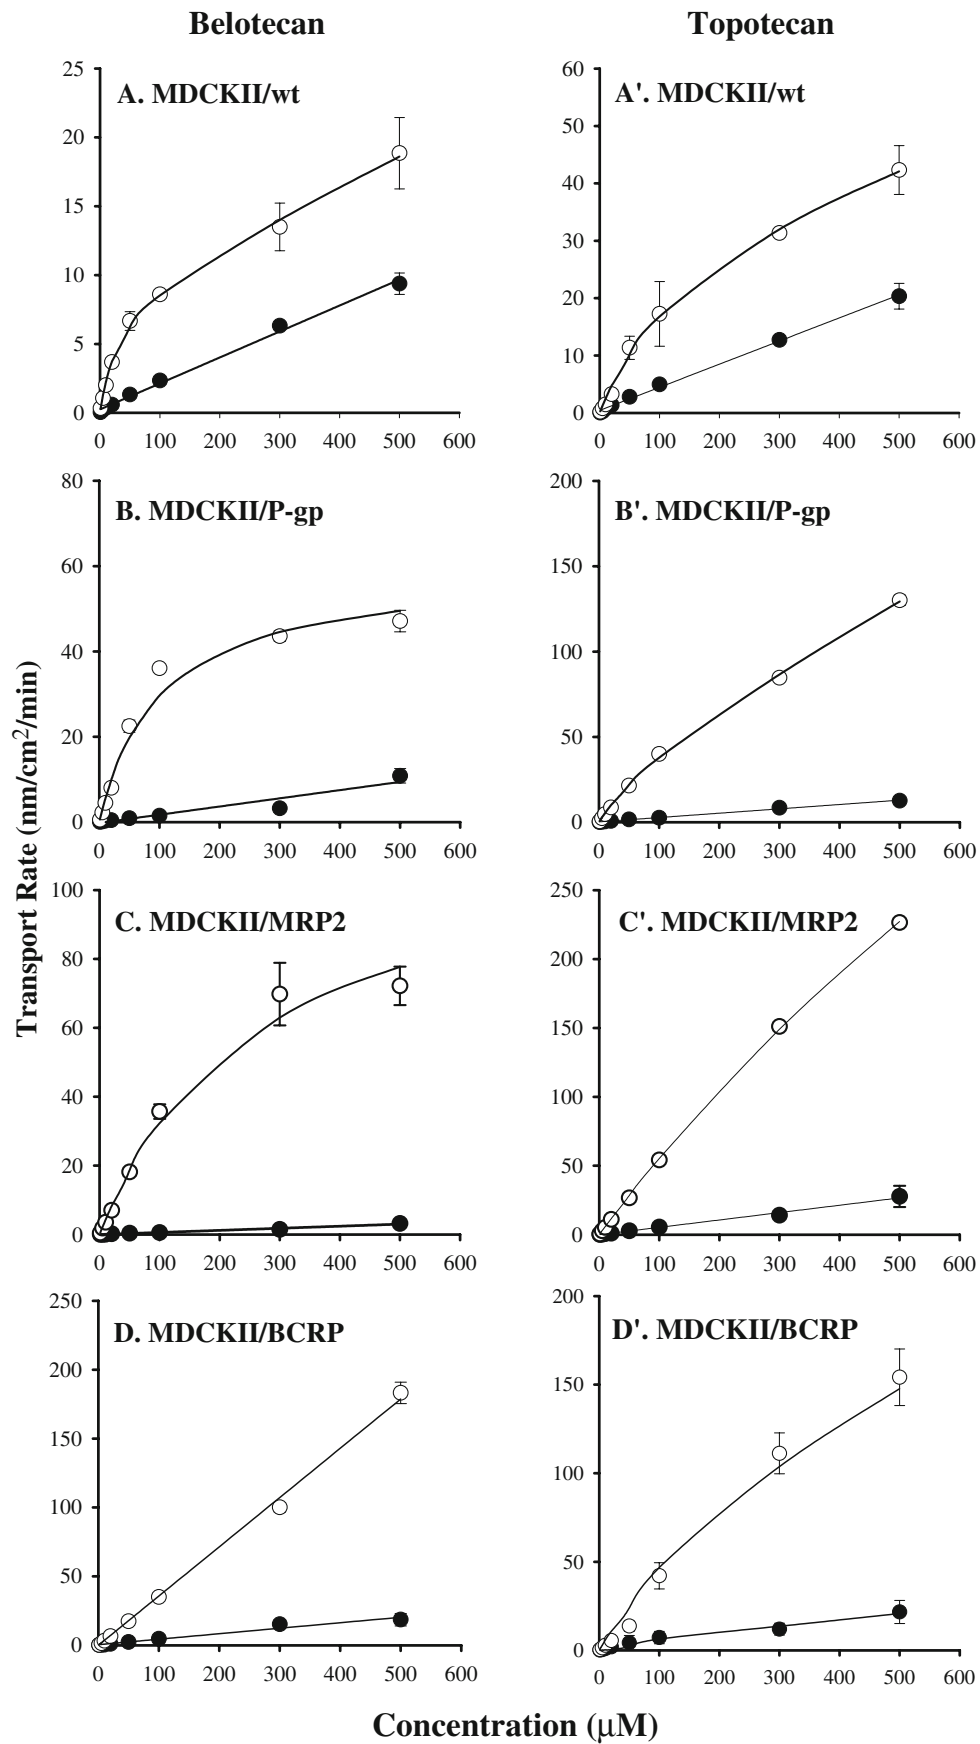 Belotecan
Topotecan
A. MDCKII/wt
25
20
15
10
5
0
0 100 200 300 400 500 600
A'. MDCKII/wt
60
50
40
30
20
10
0
0 100 200 300 400 500 600
B. MDCKII/P-gp
80
60
40
20
0
0 100 200 300 400 500 600
B'. MDCKII/P-gp
200
150
100
50
0
0 100 200 300 400 500 600
Transport Rate (nm/cm²/min)
C. MDCKII/MRP2
100
80
60
40
20
0
0 100 200 300 400 500 600
C'. MDCKII/MRP2
250
200
150
100
50
0
0 100 200 300 400 500 600
D. MDCKII/BCRP
250
200
150
100
50
0
0 100 200 300 400 500 600
D'. MDCKII/BCRP
200
150
100
50
0
0 100 200 300 400 500 600
Concentration (μM)